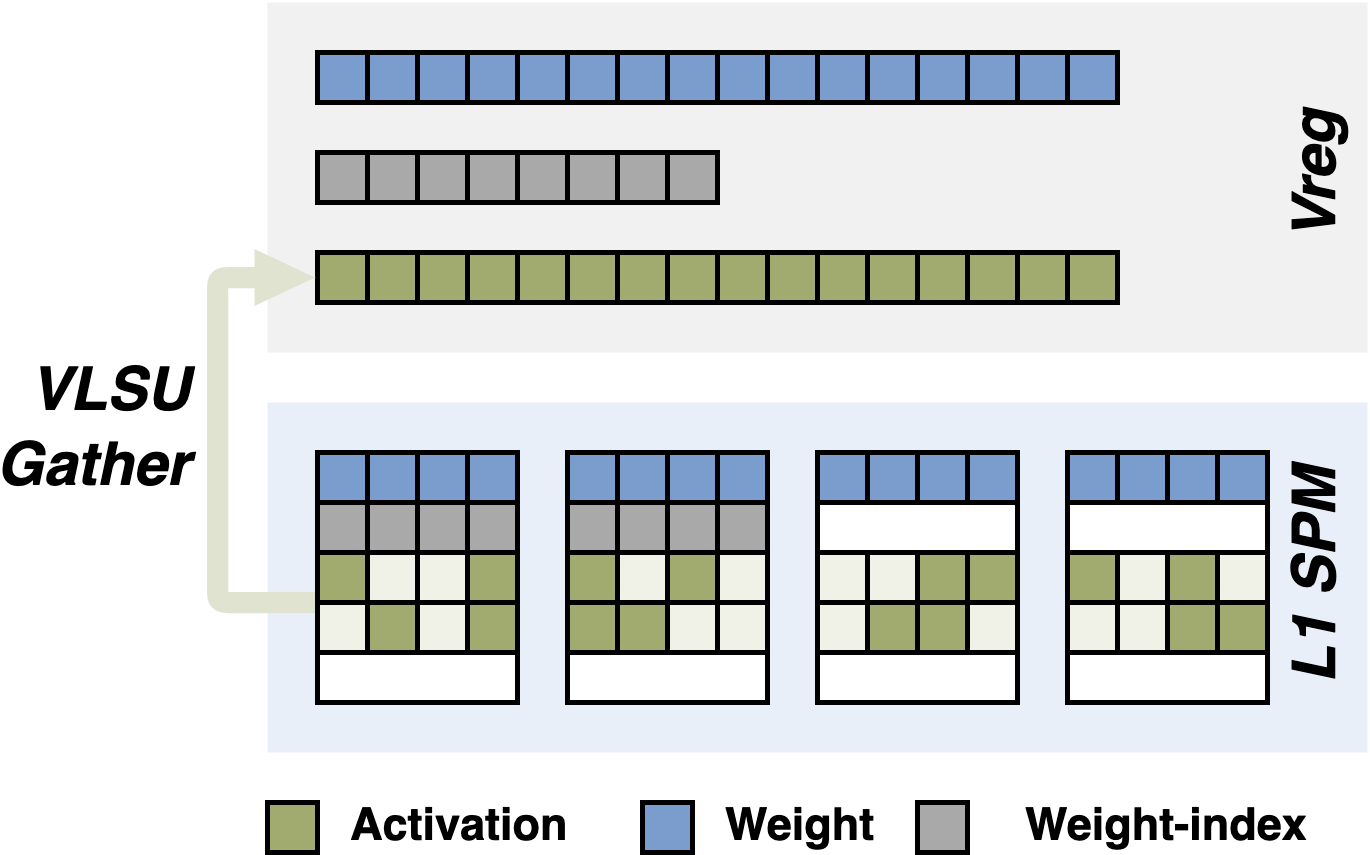 Vreg
VLSU
Gather
L1 SPM
Activation
Weight
Weight-index